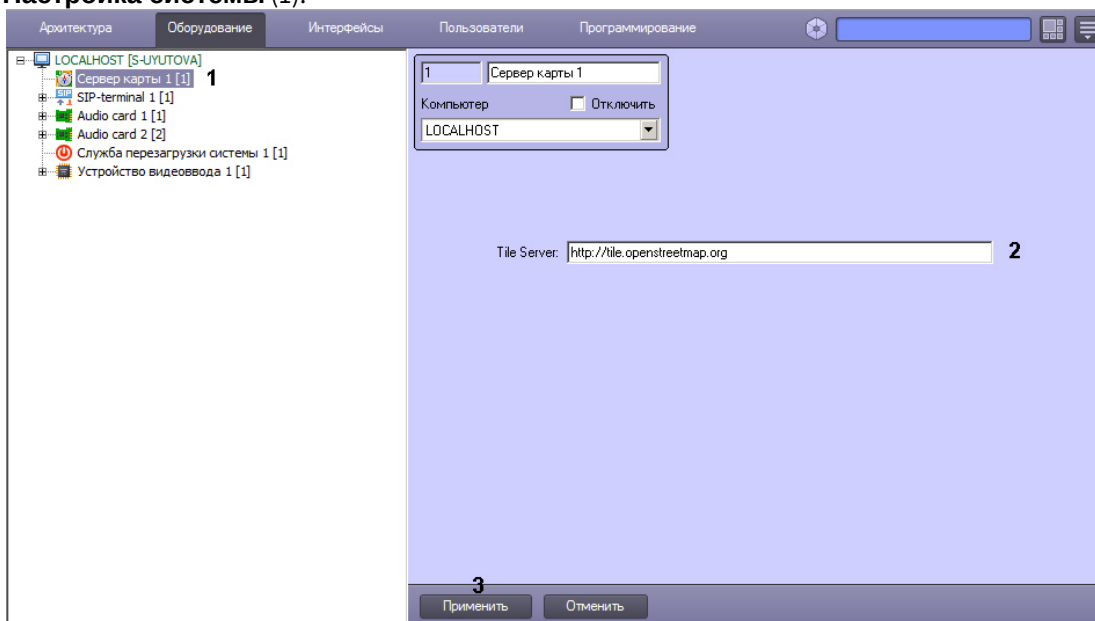 Настройка системы (1).
Архитектура Оборудование Интерфейсы Пользователи Программирование
LOCALHOST [S-UYUTOVA]
Сервер карты 1 [1] 1
SIP-terminal 1 [1]
Audio card 1 [1]
Audio card 2 [2]
Служба перезагрузки системы 1 [1]
Устройство видеоввода 1 [1]
1 Сервер карты 1
Компьютер Отключить
LOCALHOST
Tile Server: http://tile.openstreetmap.org 2
3
Применить Отменить